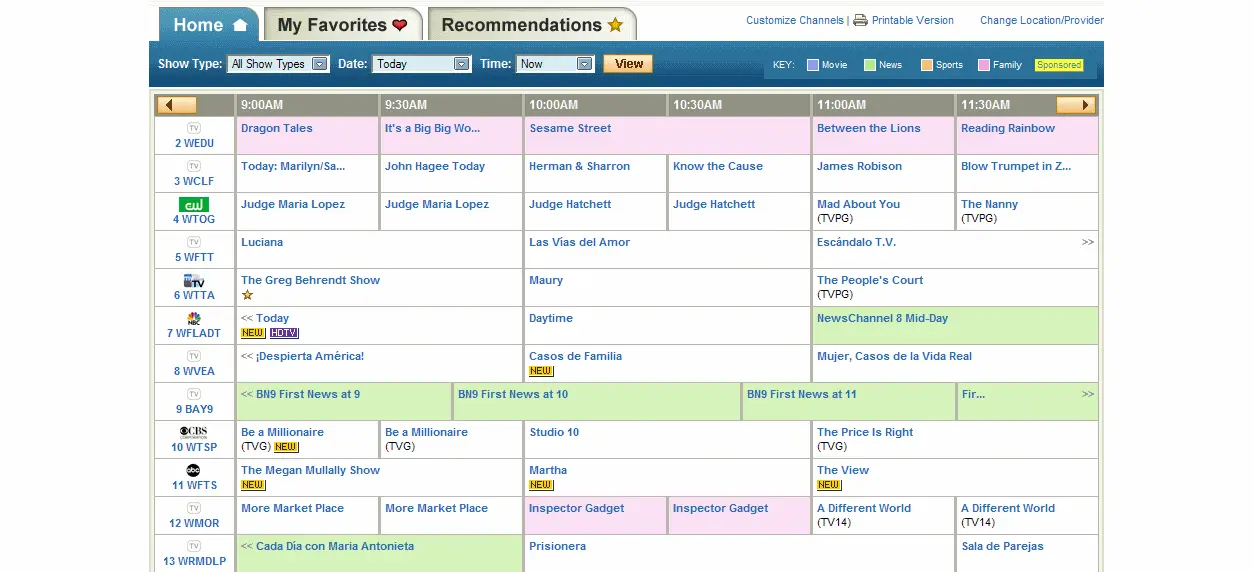 Home My Favorites Recommendations Customize Channels | Printable Version Change Location/Provider
Show Type: All Show Types Date: Today Time: Now View KEY: Movie News Sports Family Sponsored
9:00AM 9:30AM 10:00AM 10:30AM 11:00AM 11:30AM
TV Dragon Tales It's a Big Big Wo... Sesame Street Between the Lions Reading Rainbow
2 WEDU
TV Today: Marilyn/Sa... John Hagee Today Herman & Sharron Know the Cause James Robison Blow Trumpet in Z...
3 WCLF
CW Judge Maria Lopez Judge Maria Lopez Judge Hatchett Judge Hatchett Mad About You The Nanny
4 WTOG (TVPG) (TVPG)
TV Luciana Las Vías del Amor Escándalo T.V. >>
5 WFTT
TV The Greg Behrendt Show Maury The People's Court
6 WTTA (TVPG)
NBC << Today Daytime NewsChannel 8 Mid-Day
7 WFLADT NEW HDTV
TV << ¡Despierta América! Casos de Familia Mujer, Casos de la Vida Real
8 WVEA NEW
TV << BN9 First News at 9 BN9 First News at 10 BN9 First News at 11 Fir... >>
9 BAY9
CBS Be a Millionaire Be a Millionaire Studio 10 The Price Is Right
10 WTSP (TVG) NEW (TVG) (TVG)
abc The Megan Mullally Show Martha The View
11 WFTS NEW NEW NEW
TV More Market Place More Market Place Inspector Gadget Inspector Gadget A Different World A Different World
12 WMOR (TV14) (TV14)
TV << Cada Día con Maria Antonieta Prisionera Sala de Parejas
13 WRMDLP